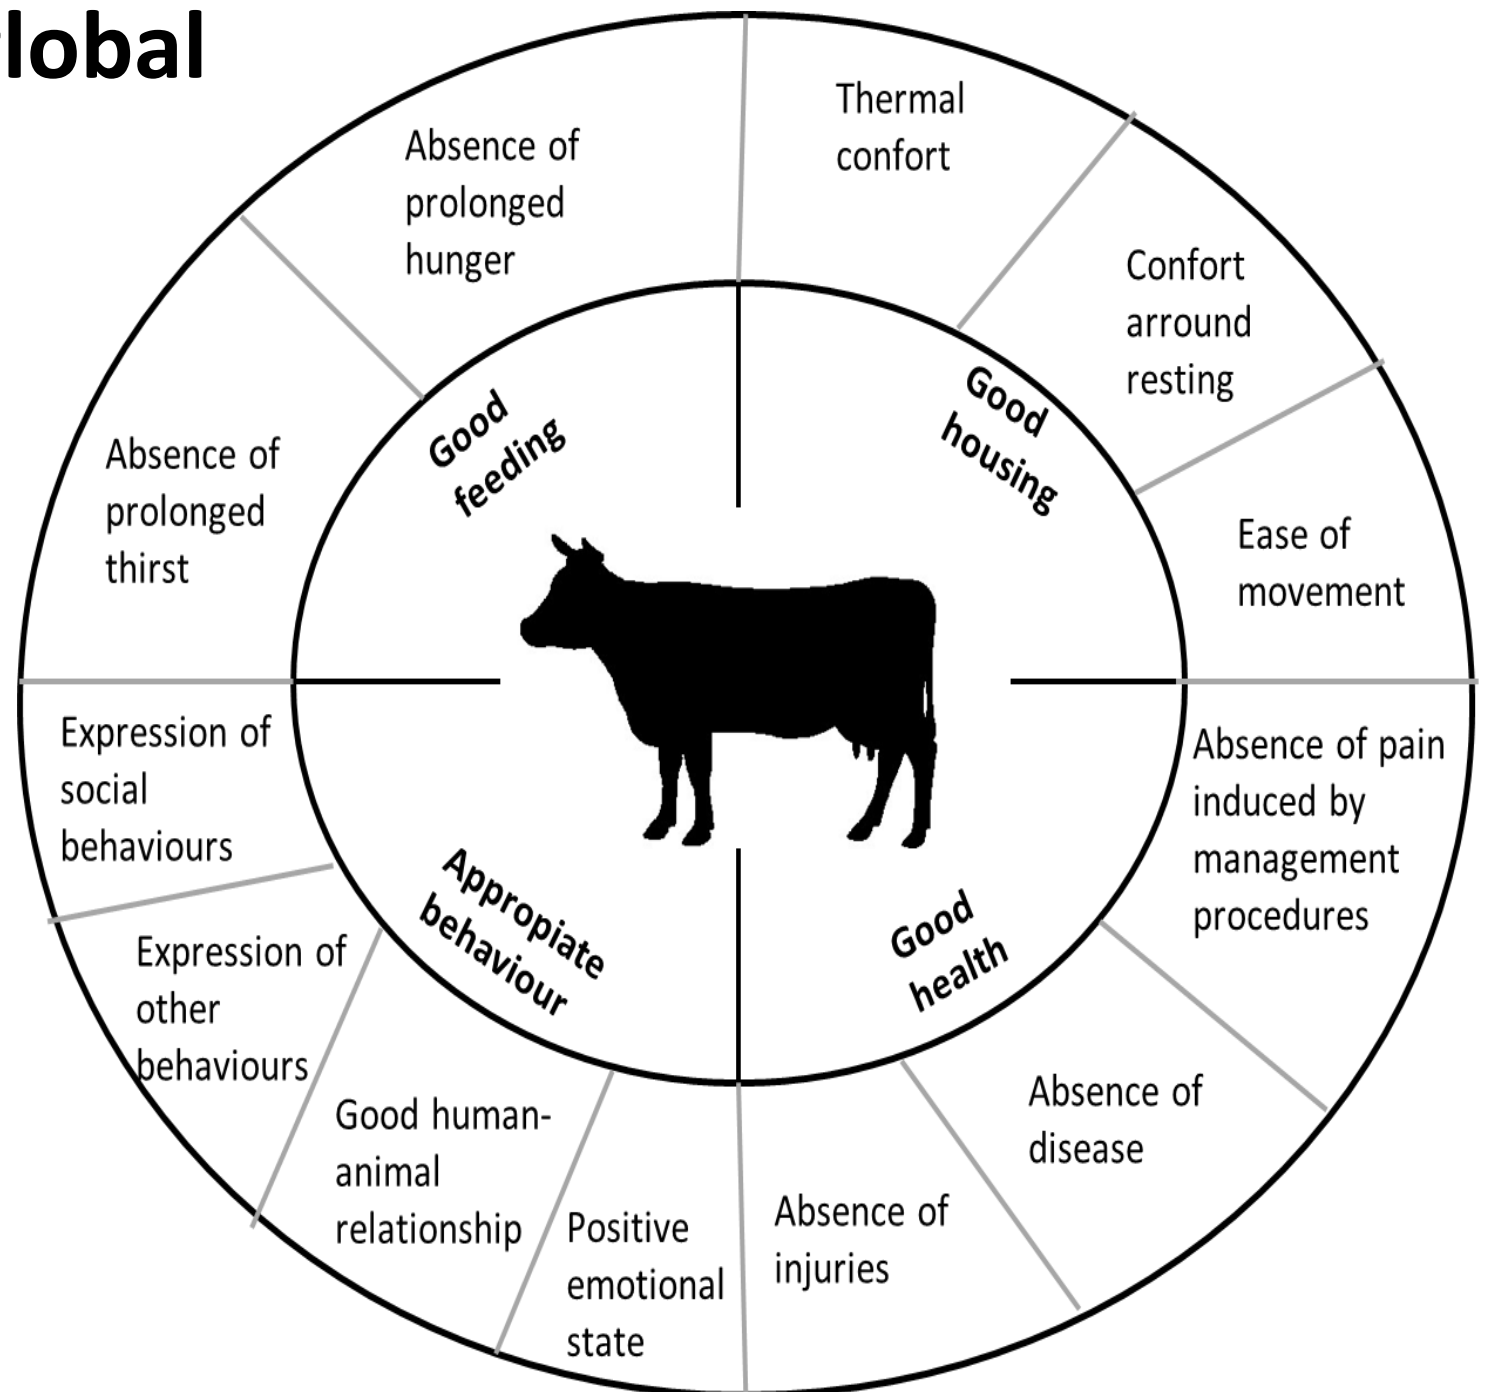 lobal
Absence of
prolonged
hunger
Thermal
confort
Confort
arround
resting
Ease of
movement
Absence of
prolonged
thirst
Good
feeding
Good
housing
Expression of
social
behaviours
Expression of
other
behaviours
Appropiate
behaviour
Good
health
Absence of pain
induced by
management
procedures
Absence of
disease
Absence of
injuries
Good human-
animal
relationship
Positive
emotional
state